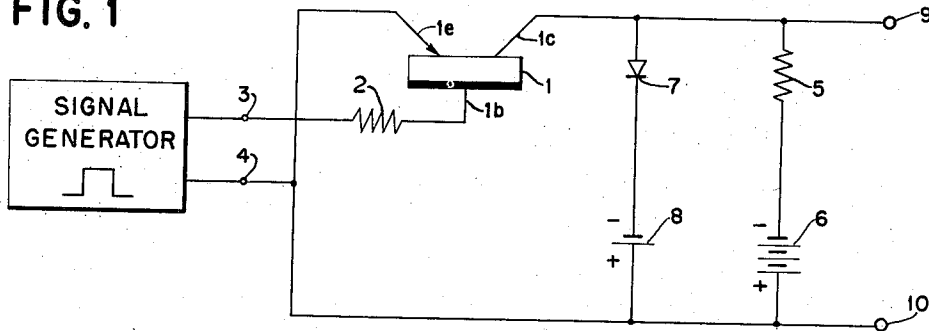 FIG. 1
SIGNAL
GENERATOR
3
4
2
1e
1c
1
1b
7
5
-
8
+
-
6
+
9
10